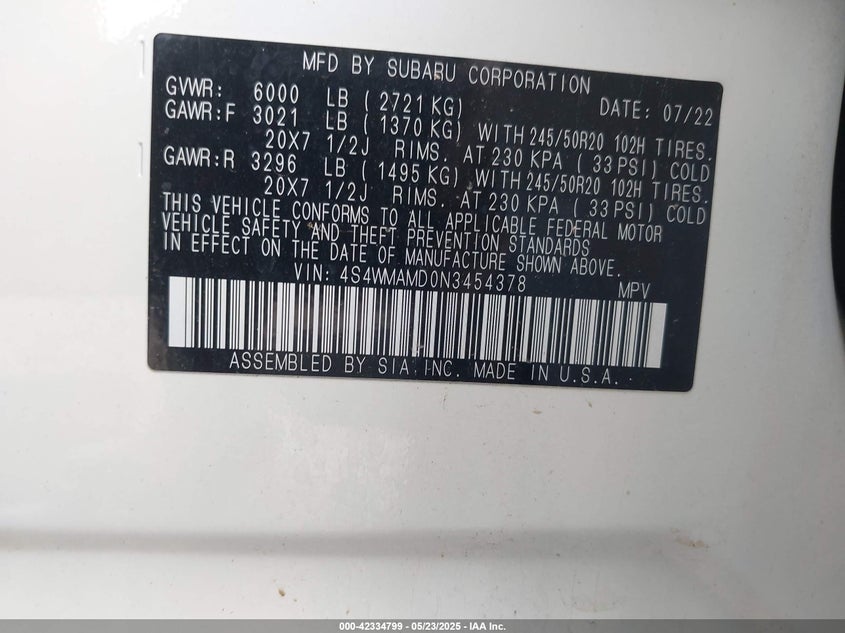 MFD BY SUBARU CORPORATION
GVWR: 6000 LB ( 2721 KG) DATE: 07/22
GAWR:F 3021 LB ( 1370 KG) WITH 245/50R20 102H TIRES.
20X7 1/2J RIMS. AT 230 KPA ( 33 PSI) COLD
GAWR:R 3296 LB ( 1495 KG) WITH 245/50R20 102H TIRES.
20X7 1/2J RIMS. AT 230 KPA ( 33 PSI) COLD
THIS VEHICLE CONFORMS TO ALL APPLICABLE FEDERAL MOTOR
VEHICLE SAFETY AND THEFT PREVENTION STANDARDS
IN EFFECT ON THE DATE OF MANUFACTURE SHOWN ABOVE.
VIN: 4S4WMAMD0N3454378 MPV
ASSEMBLED BY SIA,INC. MADE IN U.S.A.
000-42334799 - 05/23/2025 - IAA Inc.